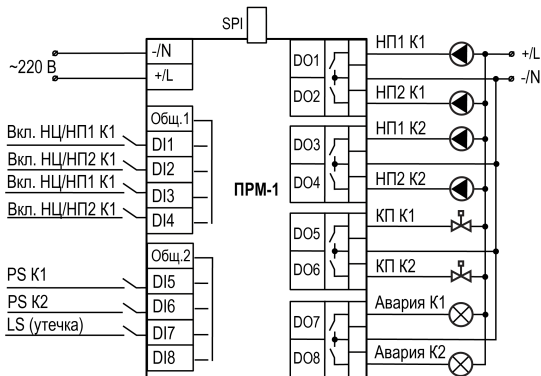 SPI
~220 В
-/N
+/L
Общ.1
Вкл. НЦ/НП1 К1
DI1
Вкл. НЦ/НП2 К1
DI2
Вкл. НЦ/НП1 К1
DI3
Вкл. НЦ/НП2 К1
DI4
Общ.2
PS К1
DI5
PS К2
DI6
LS (утечка)
DI7
DI8
ПРМ-1
DO1
НП1 К1
DO2
НП2 К1
DO3
НП1 К2
DO4
НП2 К2
DO5
КП К1
DO6
КП К2
DO7
Авария К1
DO8
Авария К2
+/L
-/N